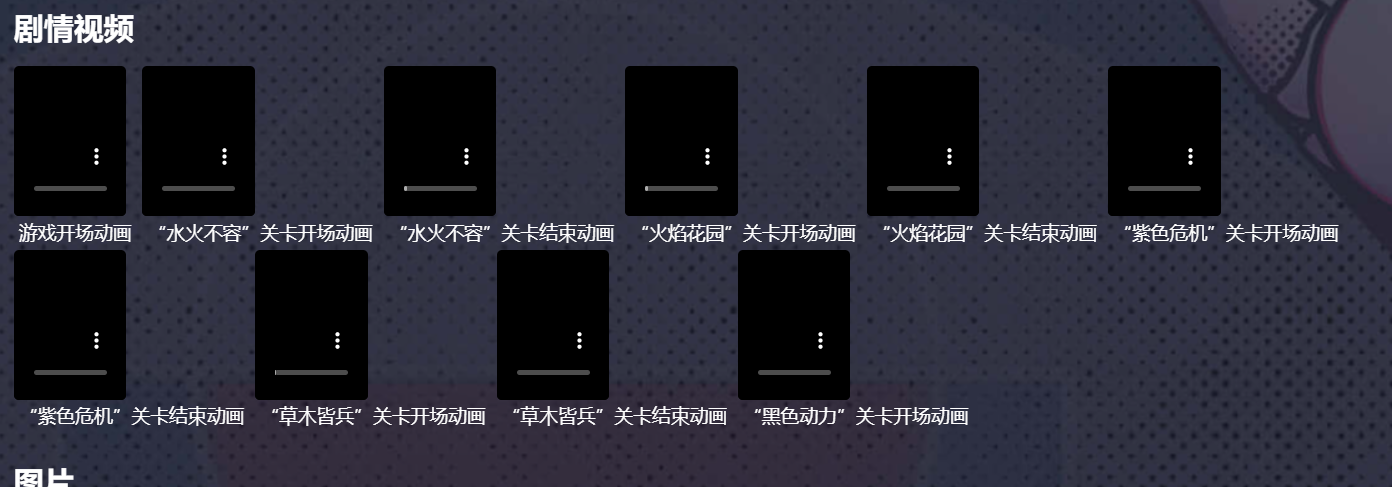 剧情视频
游戏开场动画 “水火不容”关卡开场动画 “水火不容”关卡结束动画 “火焰花园”关卡开场动画 “火焰花园”关卡结束动画 “紫色危机”关卡开场动画
“紫色危机”关卡结束动画 “草木皆兵”关卡开场动画 “草木皆兵”关卡结束动画 “黑色动力”关卡开场动画
图片